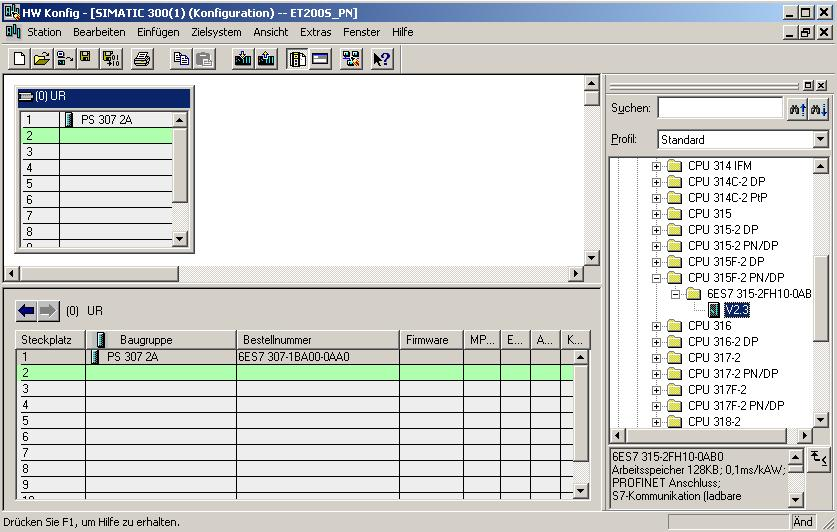 HW Konfig - [SIMATIC 300(1) (Konfiguration) -- ET200S_PN]
Station Bearbeiten Einfügen Zielsystem Ansicht Extras Fenster Hilfe
(0) UR
1 PS 307 2A
2
3
4
5
6
7
8
Suchen:
Profil: Standard
CPU 314 IFM
CPU 314C-2 DP
CPU 314C-2 PtP
CPU 315
CPU 315-2 DP
CPU 315-2 PN/DP
CPU 315F-2 DP
CPU 315F-2 PN/DP
6ES7 315-2FH10-0AB
V2.3
CPU 316
CPU 316-2 DP
CPU 317-2
CPU 317-2 PN/DP
CPU 317F-2
CPU 317F-2 PN/DP
CPU 318-2
6ES7 315-2FH10-0AB0
Arbeitsspeicher 128KB; 0,1ms/kAW;
PROFINET Anschluss;
S7-Kommunikation (ladbare
(0) UR
Steckplatz Baugruppe Bestellnummer Firmware MP... E... A... K...
1 PS 307 2A 6ES7 307-1BA00-0AA0
2
3
4
5
6
7
8
9
Drücken Sie F1, um Hilfe zu erhalten.
Änd